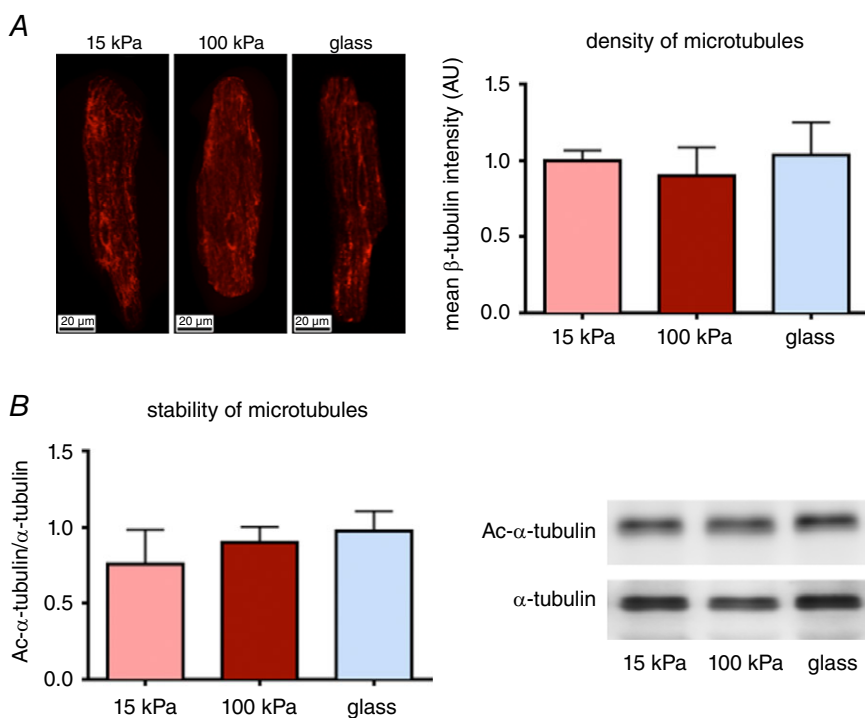 A
15 kPa 100 kPa glass
20 µm 20 µm 20 µm
density of microtubules
mean β-tubulin intensity (AU)
1.5
1.0
0.5
0.0
15 kPa 100 kPa glass
B
stability of microtubules
Ac-α-tubulin/α-tubulin
1.5
1.0
0.5
0.0
15 kPa 100 kPa glass
Ac-α-tubulin
α-tubulin
15 kPa 100 kPa glass